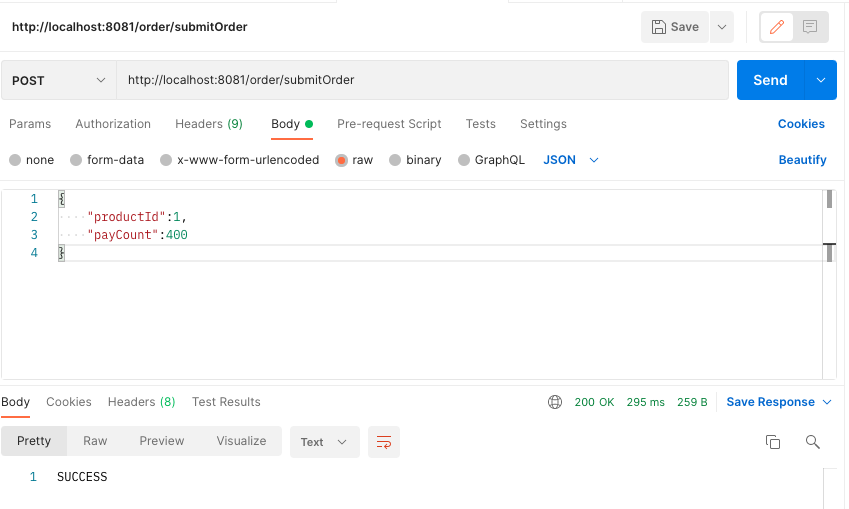 http://localhost:8081/order/submitOrder
Save
POST
http://localhost:8081/order/submitOrder
Send
Params Authorization Headers (9) Body Pre-request Script Tests Settings Cookies
none form-data x-www-form-urlencoded raw binary GraphQL JSON Beautify
1 {
2 ····"productId":1,
3 ····"payCount":400
4 }
Body Cookies Headers (8) Test Results 200 OK 295 ms 259 B Save Response
Pretty Raw Preview Visualize Text
1 SUCCESS